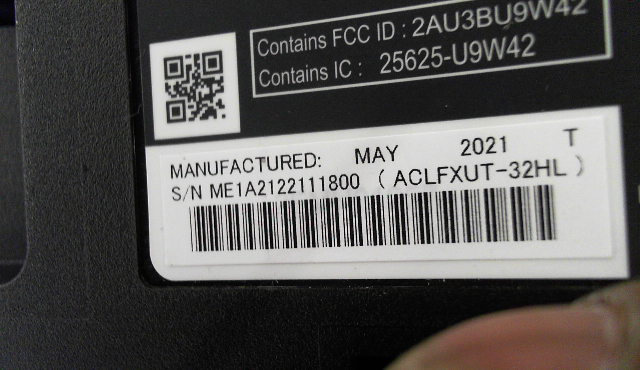 Contains FCC ID : 2AU3BU9W42
Contains IC : 25625-U9W42
MANUFACTURED: MAY 2021 T
S/N ME1A2122111800 ( ACLFXUT-32HL )